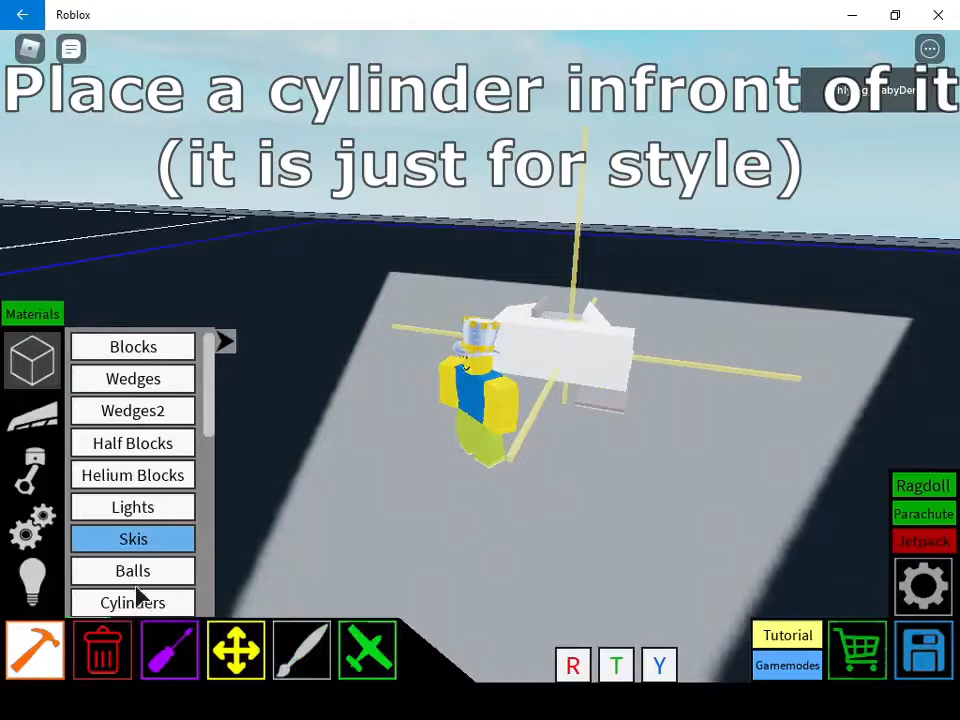 Roblox
Place a cylinder infront of it
(it is just for style)
Materials
Blocks
Wedges
Wedges2
Half Blocks
Helium Blocks
Lights
Skis
Balls
Cylinders
Ragdoll
Parachute
Jetpack
R T Y
Tutorial
Gamemodes